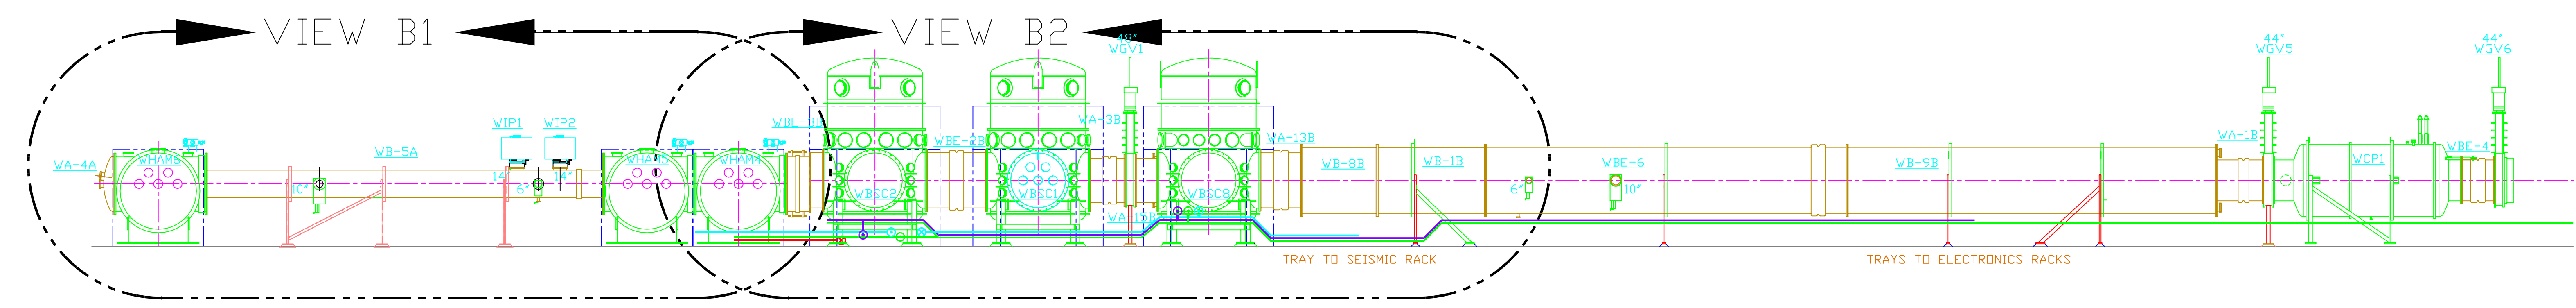 VIEW B1
VIEW B2
48"
WGV1
44"
WGV5
44"
WGV6
WA-4A
WHAM6
10"
WB-5A
WIP1
WIP2
14"
14"
6"
WHAM5
WHAM4
WBE-3B
WBSC2
WBE-2B
WBSC1
WA-3B
WA-15B
WBSC8
WA-13B
WB-8B
WB-1B
6"
WBE-6
10"
WB-9B
WA-1B
WCP1
WBE-4
TRAY TO SEISMIC RACK
TRAYS TO ELECTRONICS RACKS